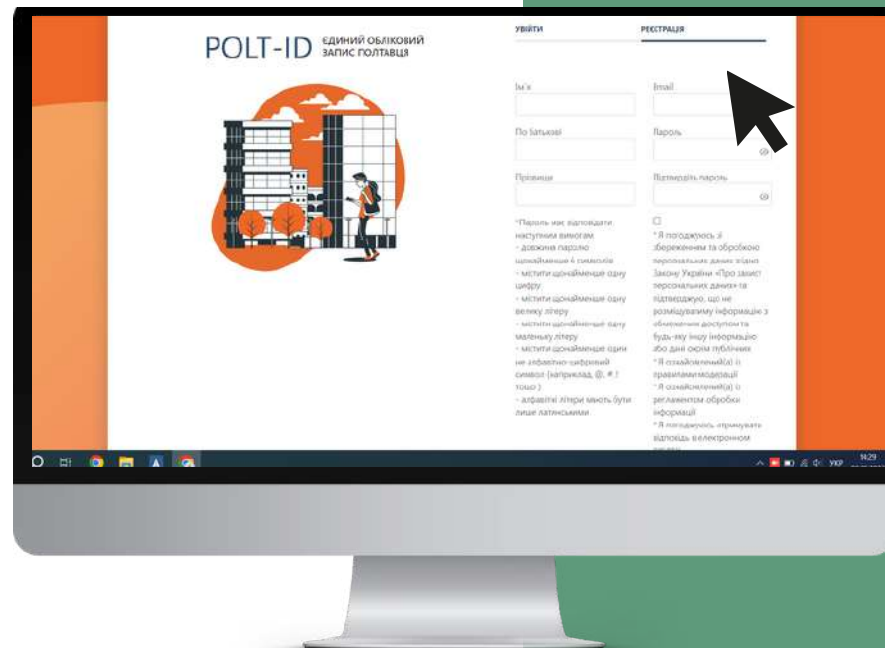 POLT-ID
ЄДИНИЙ ОБЛІКОВИЙ
ЗАПИС ПОЛТАВЦЯ
УВІЙТИ
РЕЄСТРАЦІЯ
Ім'я
Email
По батькові
Пароль
Прізвище
Підтвердіть пароль
*Пароль має відповідати
наступним вимогам
- довжина паролю
щонайменше 6 символів
- містити щонайменше одну
цифру
- містити щонайменше одну
велику літеру
- містити щонайменше одну
маленьку літеру
- містити щонайменше один
не алфавітно-цифровий
символ (наприклад, @, #, !
тощо )
- алфавітні літери мають бути
лише латинськими
* Я погоджуюсь зі
збереженням та обробкою
персональних даних згідно
Закону України «Про захист
персональних даних» та
підтверджую, що не
розміщуватиму інформацію з
обмеженим доступом та
будь-яку іншу інформацію
або дані окрім публічних
* Я ознайомлений(а) із
правилами модерації
* Я ознайомлений(а) із
регламентом обробки
інформації
* Я погоджуюсь отримувати
відповідь в електронном
УКР
14:29